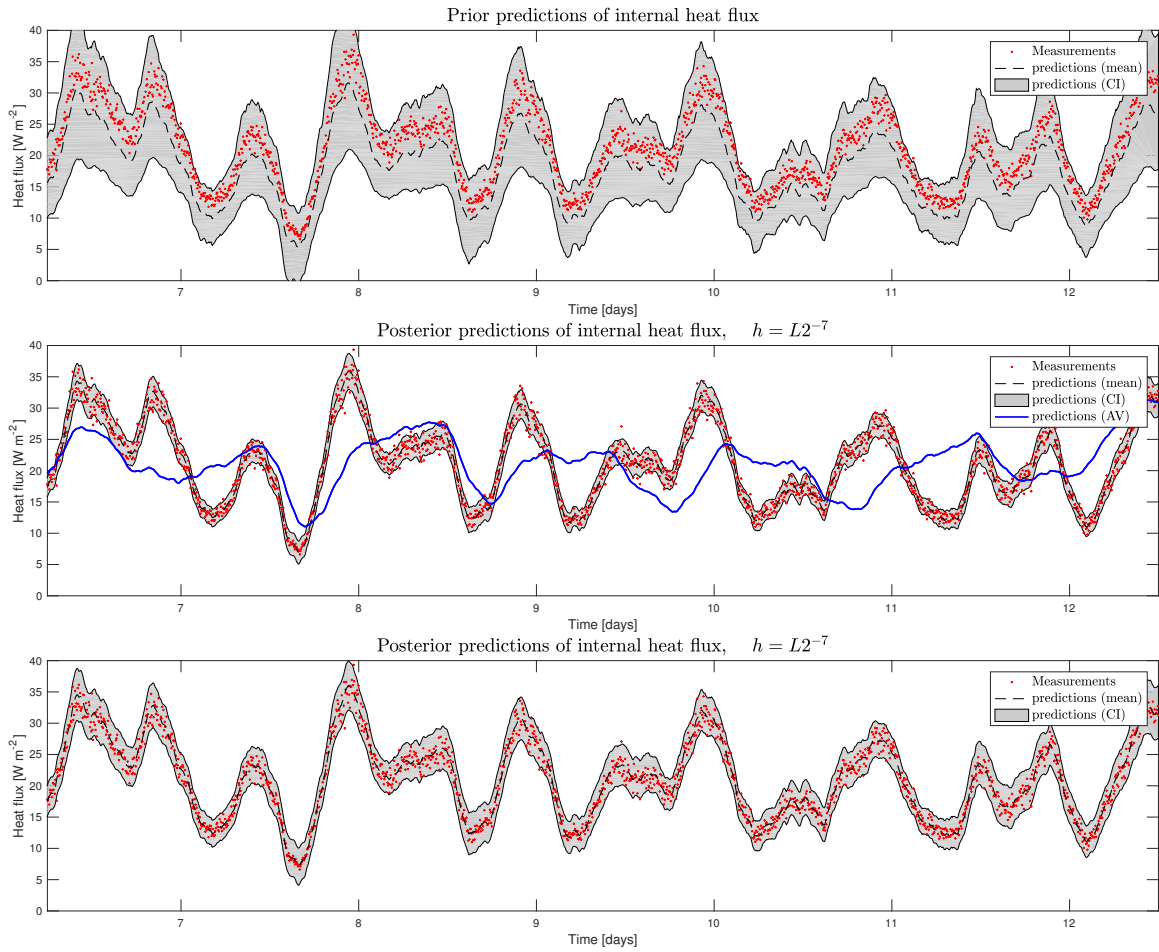 Prior predictions of internal heat flux
Heat flux [W m⁻²]
40
35
30
25
20
15
10
5
0
Measurements
predictions (mean)
predictions (CI)
7 8 9 10 11 12
Time [days]
Posterior predictions of internal heat flux, h = L2⁻⁷
Heat flux [W m⁻²]
40
35
30
25
20
15
10
5
0
Measurements
predictions (mean)
predictions (CI)
predictions (AV)
7 8 9 10 11 12
Time [days]
Posterior predictions of internal heat flux, h = L2⁻⁷
Heat flux [W m⁻²]
40
35
30
25
20
15
10
5
0
Measurements
predictions (mean)
predictions (CI)
7 8 9 10 11 12
Time [days]